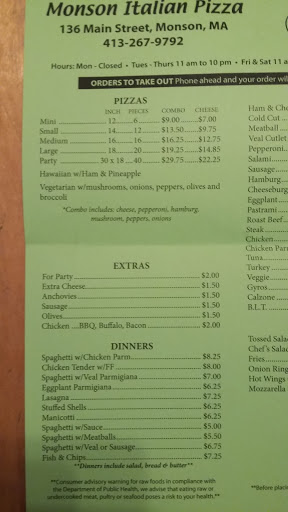 Monson Italian Pizza
136 Main Street, Monson, MA
413-267-9792
Hours: Mon - Closed • Tues - Thurs 11 am to 10 pm • Fri & Sat 11 a
ORDERS TO TAKE OUT Phone ahead and your order wil
PIZZAS
INCH PIECES COMBO CHEESE
Mini 12 6 $9.00 $7.00
Small 14 12 $13.50 $9.75
Medium 16 16 $16.75 $12.75
Large 18 20 $19.25 $14.85
Party 30 x 18 40 $29.75 $22.25
Hawaiian w/Ham & Pineapple
Vegetarian w/mushrooms, onions, peppers, olives and
broccoli
*Combo includes: cheese, pepperoni, hamburg,
mushroom, peppers, onions
EXTRAS
For Party $2.00
Extra Cheese $1.50
Anchovies $1.50
Sausage $1.50
Olives $1.50
Chicken ....BBQ, Buffalo, Bacon $2.00
DINNERS
Spaghetti w/Chicken Parm $8.25
Chicken Tender w/FF $8.00
Spaghetti w/Veal Parmigiana $7.00
Eggplant Parmigiana $6.25
Lasagna $7.25
Stuffed Shells $6.25
Manicotti $6.25
Spaghetti w/Sauce $5.00
Spaghetti w/Meatballs $5.50
Spaghetti w/Veal or Sausage $6.75
Fish & Chips $7.25
**Dinners include salad, bread & butter**
**Consumer advisory warning for raw foods in compliance with
the Department of Public Health, we advise that eating raw or
undercooked meat, poultry or seafood poses a risk to your health.**
Ham & Che
Cold Cut
Meatball
Veal Cutlet
Pepperoni
Salami
Sausage
Hamburg
Cheeseburg
Eggplant
Pastrami
Roast Beef
Steak
Chicken
Chicken Parm
Tuna
Turkey
Veggie
Gyros
Calzone
B.L.T.
Tossed Salad
Chef's Salad
Fries
Onion Ring
Hot Wings
Mozzarella
**Before placin